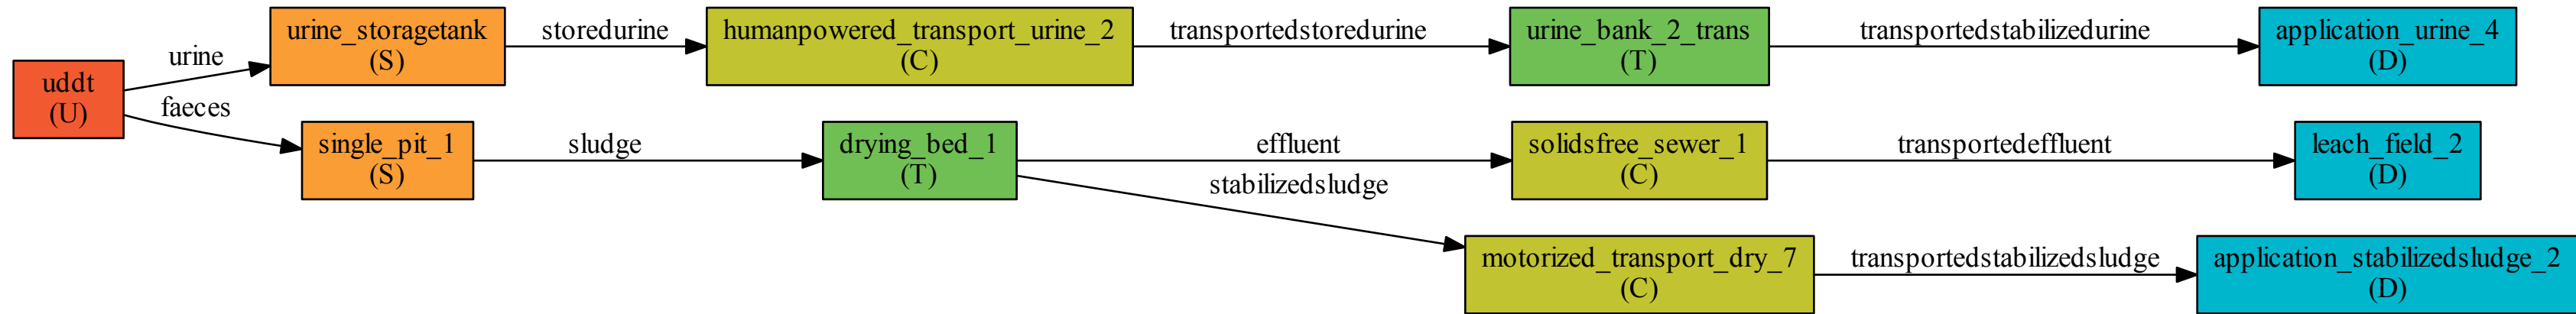 urine_storagetank
(S)
storedurine
humanpowered_transport_urine_2
(C)
transportedstoredurine
urine_bank_2_trans
(T)
transportedstabilizedurine
application_urine_4
(D)
urine
uddt
(U)
faeces
single_pit_1
(S)
sludge
drying_bed_1
(T)
effluent
solidsfree_sewer_1
(C)
transportedeffluent
leach_field_2
(D)
stabilizedsludge
motorized_transport_dry_7
(C)
transportedstabilizedsludge
application_stabilizedsludge_2
(D)